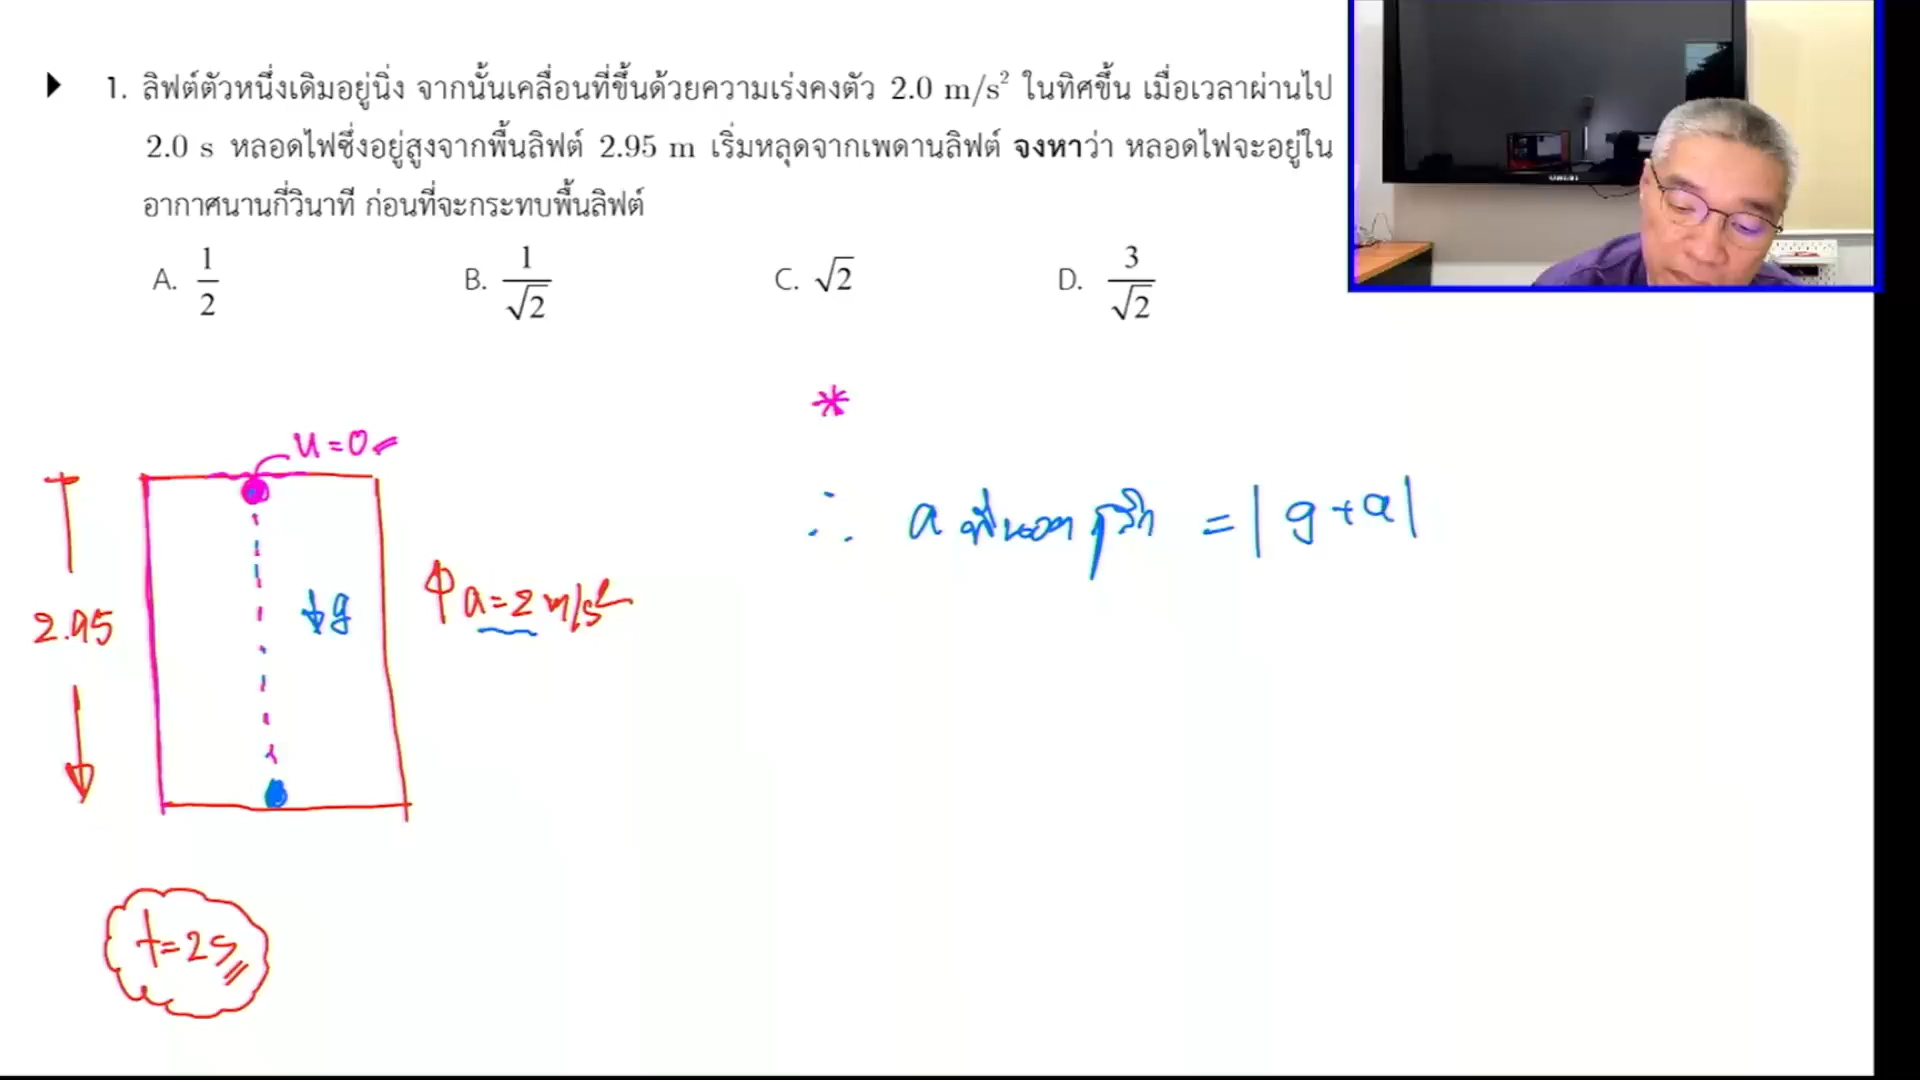 1. ลิฟต์ตัวหนึ่งเดิมอยู่นิ่ง จากนั้นเคลื่อนที่ขึ้นด้วยความเร่งคงตัว 2.0 m/s² ในทิศขึ้น เมื่อเวลาผ่านไป
2.0 s หลอดไฟซึ่งอยู่สูงจากพื้นลิฟต์ 2.95 m เริ่มหลุดจากเพดานลิฟต์ จงหาว่า หลอดไฟจะอยู่ใน
อากาศนานกี่วินาที ก่อนที่จะกระทบพื้นลิฟต์
A. 1/2 B. 1/√2 C. √2 D. 3/√2
*
u=0
∴ a = | g+a |
2.95
↓g
a=2 m/s²
t=2s
SAMSUNG